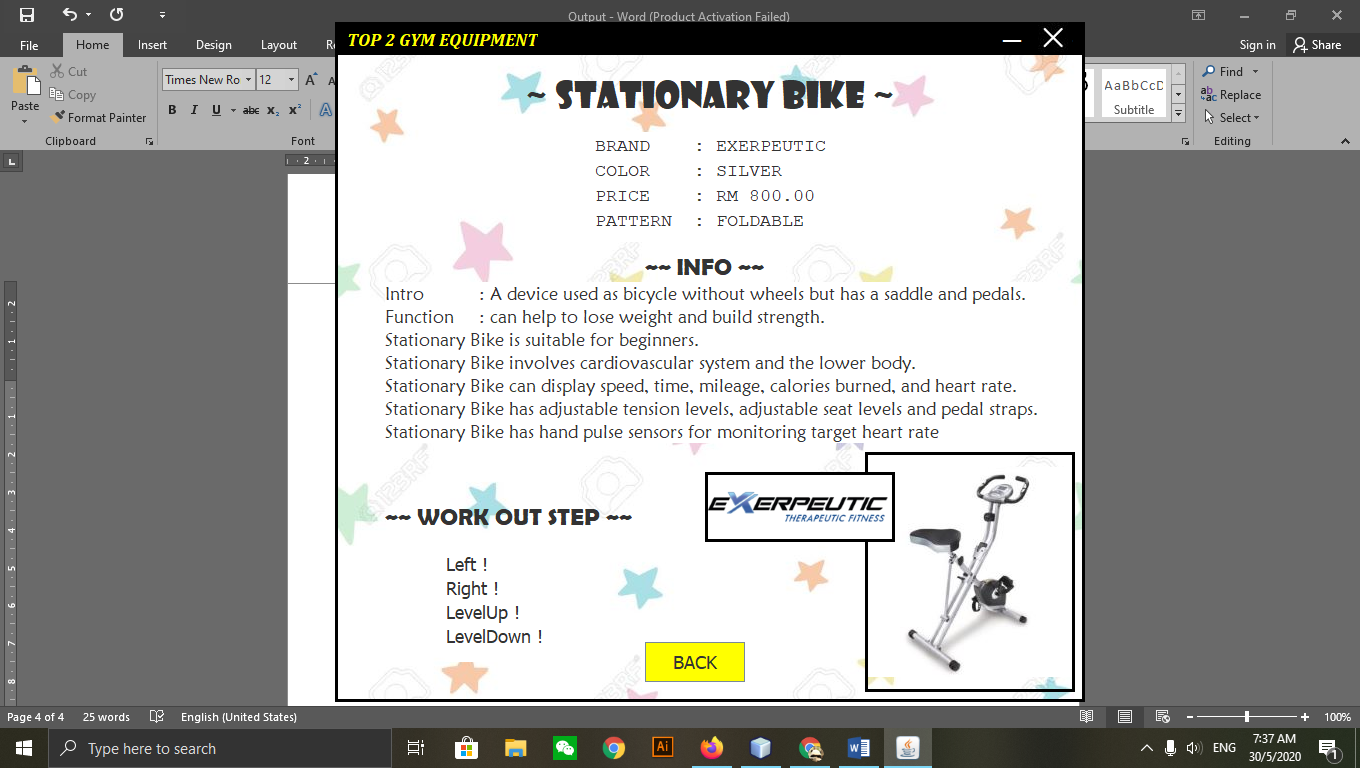 Output - Word (Product Activation Failed)
File Home Insert Design Layout
Sign in Share
TOP 2 GYM EQUIPMENT
Cut
Copy
Format Painter
Paste
Clipboard
Times New Ro 12
B I U abc X₂ X² A
Font
AaBbCcD
Subtitle
Find
Replace
Select
Editing
~ STATIONARY BIKE ~
BRAND : EXERPEUTIC
COLOR : SILVER
PRICE : RM 800.00
PATTERN : FOLDABLE
~~ INFO ~~
Intro : A device used as bicycle without wheels but has a saddle and pedals.
Function : can help to lose weight and build strength.
Stationary Bike is suitable for beginners.
Stationary Bike involves cardiovascular system and the lower body.
Stationary Bike can display speed, time, mileage, calories burned, and heart rate.
Stationary Bike has adjustable tension levels, adjustable seat levels and pedal straps.
Stationary Bike has hand pulse sensors for monitoring target heart rate
EXERPEUTIC
THERAPEUTIC FITNESS
~~ WORK OUT STEP ~~
Left !
Right !
LevelUp !
LevelDown !
BACK
123RF
Page 4 of 4 25 words English (United States) 100%
Type here to search
ENG
7:37 AM
30/5/2020
1